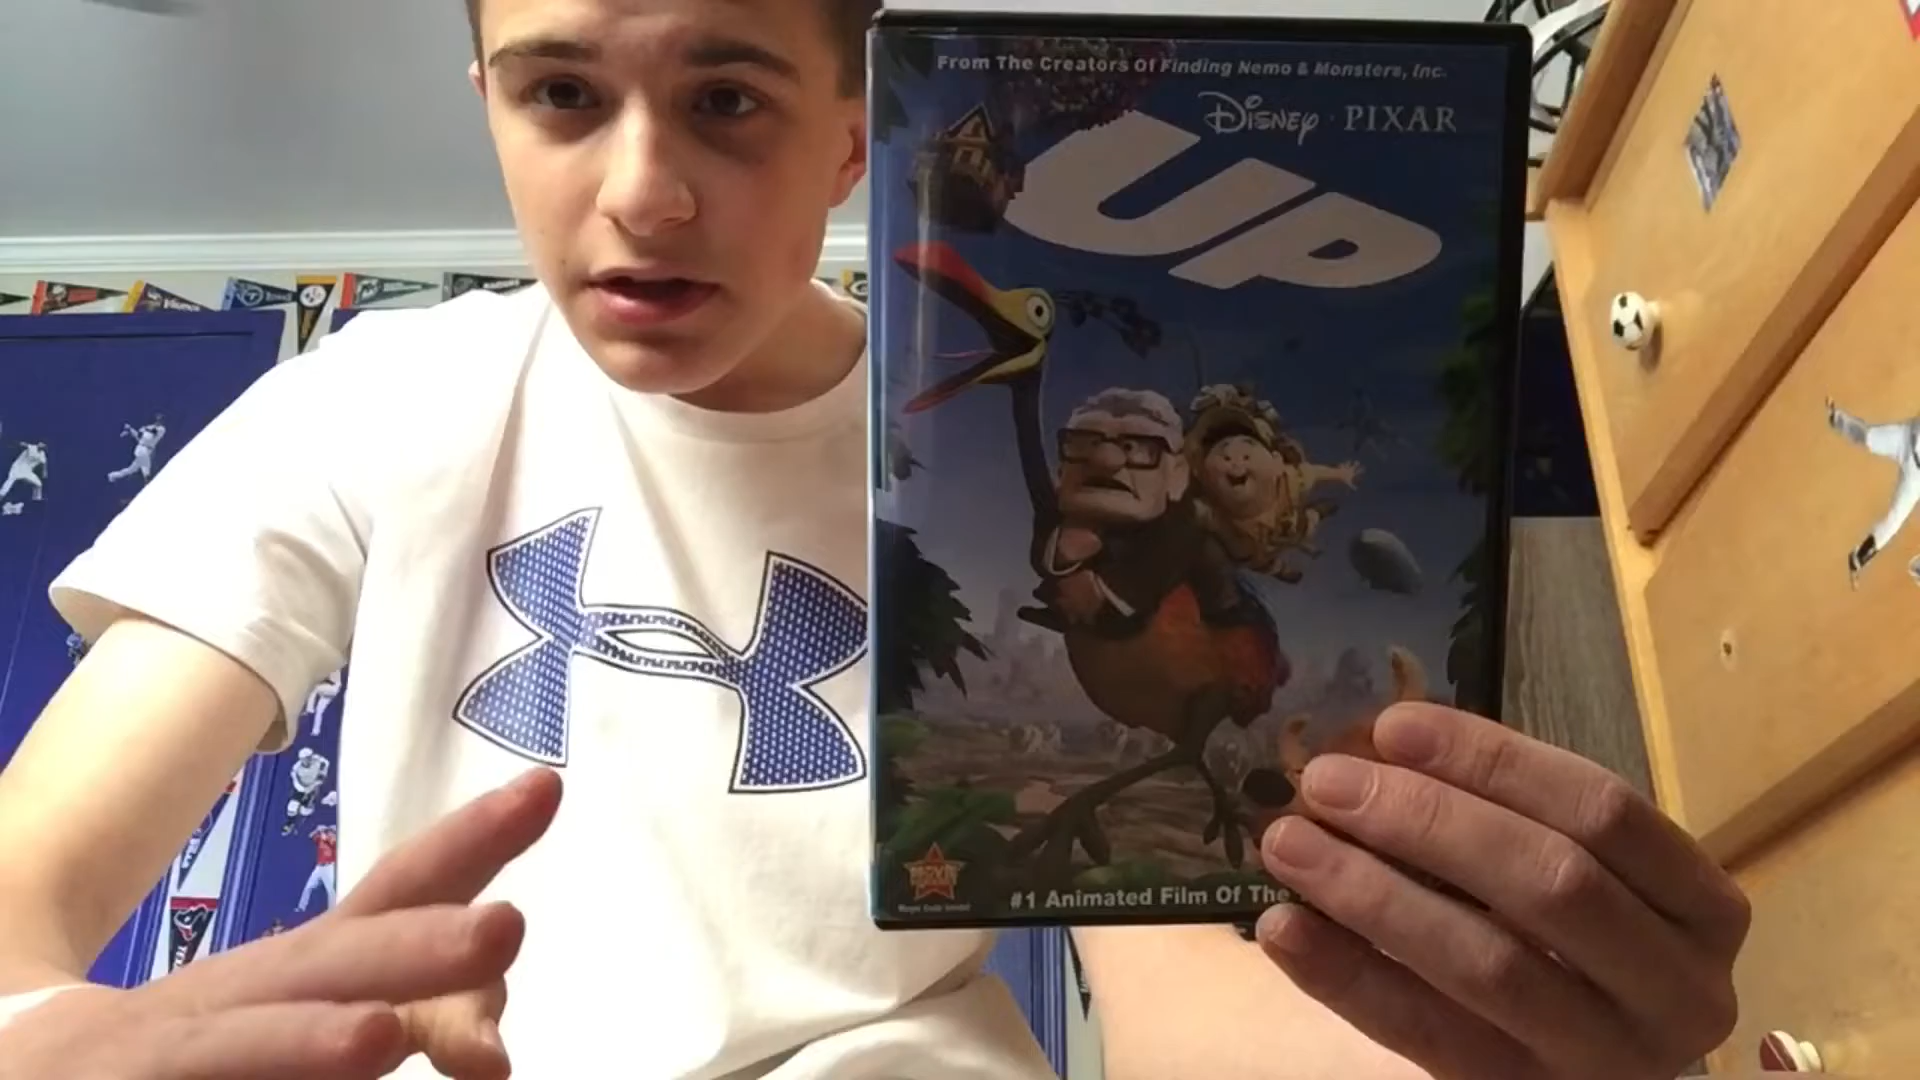 From The Creators Of Finding Nemo & Monsters, Inc.
DISNEY · PIXAR
UP
#1 Animated Film Of The